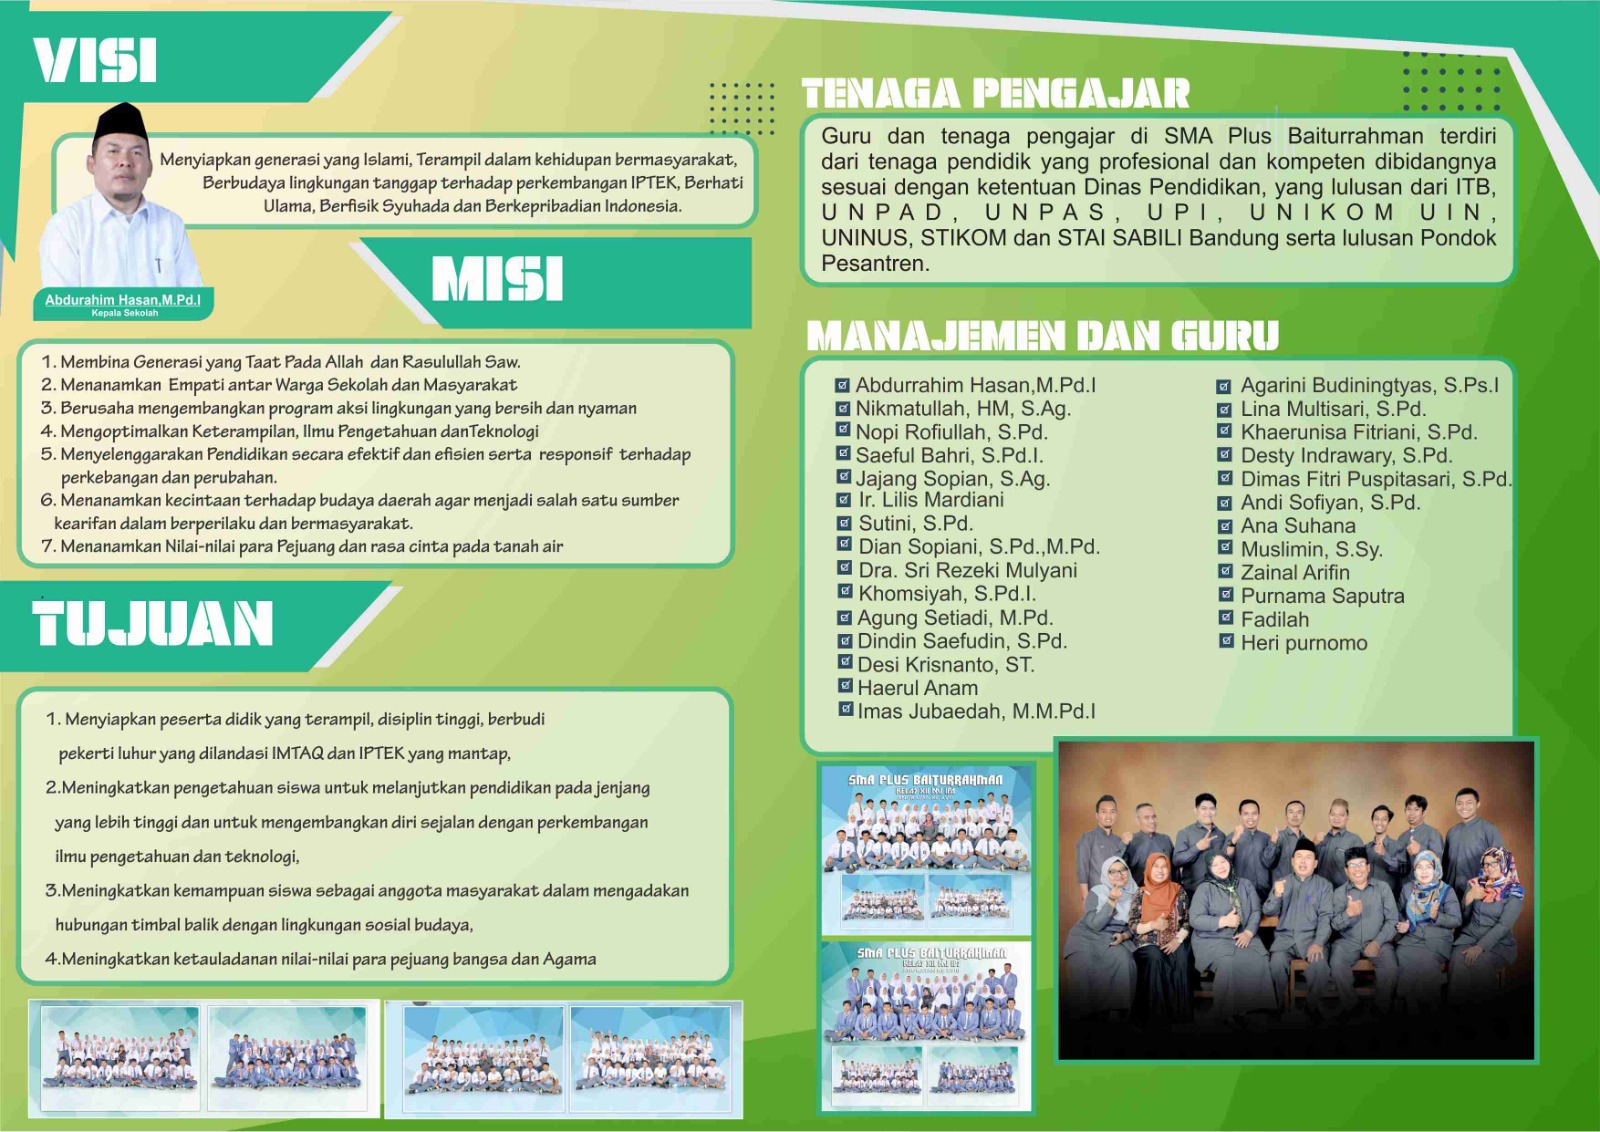 VISI
Menyiapkan generasi yang Islami, Terampil dalam kehidupan bermasyarakat,
Berbudaya lingkungan tanggap terhadap perkembangan IPTEK, Berhati
Ulama, Berfisik Syuhada dan Berkepribadian Indonesia.
Abdurahim Hasan,M.Pd.I
Kepala Sekolah
MISI
1. Membina Generasi yang Taat Pada Allah dan Rasulullah Saw.
2. Menanamkan Empati antar Warga Sekolah dan Masyarakat
3. Berusaha mengembangkan program aksi lingkungan yang bersih dan nyaman
4. Mengoptimalkan Keterampilan, Ilmu Pengetahuan danTeknologi
5. Menyelenggarakan Pendidikan secara efektif dan efisien serta responsif terhadap
perkebangan dan perubahan.
6. Menanamkan kecintaan terhadap budaya daerah agar menjadi salah satu sumber
kearifan dalam berperilaku dan bermasyarakat.
7. Menanamkan Nilai-nilai para Pejuang dan rasa cinta pada tanah air
TUJUAN
1. Menyiapkan peserta didik yang terampil, disiplin tinggi, berbudi
pekerti luhur yang dilandasi IMTAQ dan IPTEK yang mantap,
2.Meningkatkan pengetahuan siswa untuk melanjutkan pendidikan pada jenjang
yang lebih tinggi dan untuk mengembangkan diri sejalan dengan perkembangan
ilmu pengetahuan dan teknologi,
3.Meningkatkan kemampuan siswa sebagai anggota masyarakat dalam mengadakan
hubungan timbal balik dengan lingkungan sosial budaya,
4.Meningkatkan ketauladanan nilai-nilai para pejuang bangsa dan Agama
TENAGA PENGAJAR
Guru dan tenaga pengajar di SMA Plus Baiturrahman terdiri
dari tenaga pendidik yang profesional dan kompeten dibidangnya
sesuai dengan ketentuan Dinas Pendidikan, yang lulusan dari ITB,
UNPAD, UNPAS, UPI, UNIKOM UIN,
UNINUS, STIKOM dan STAI SABILI Bandung serta lulusan Pondok
Pesantren.
MANAJEMEN DAN GURU
Abdurrahim Hasan,M.Pd.I
Nikmatullah, HM, S.Ag.
Nopi Rofiullah, S.Pd.
Saeful Bahri, S.Pd.I.
Jajang Sopian, S.Ag.
Ir. Lilis Mardiani
Sutini, S.Pd.
Dian Sopiani, S.Pd.,M.Pd.
Dra. Sri Rezeki Mulyani
Khomsiyah, S.Pd.I.
Agung Setiadi, M.Pd.
Dindin Saefudin, S.Pd.
Desi Krisnanto, ST.
Haerul Anam
Imas Jubaedah, M.M.Pd.I
Agarini Budiningtyas, S.Ps.I
Lina Multisari, S.Pd.
Khaerunisa Fitriani, S.Pd.
Desty Indrawary, S.Pd.
Dimas Fitri Puspitasari, S.Pd.
Andi Sofiyan, S.Pd.
Ana Suhana
Muslimin, S.Sy.
Zainal Arifin
Purnama Saputra
Fadilah
Heri purnomo
SMA PLUS BAITURRAHMAN
KELAS XII MIPA
SMA PLUS BAITURRAHMAN